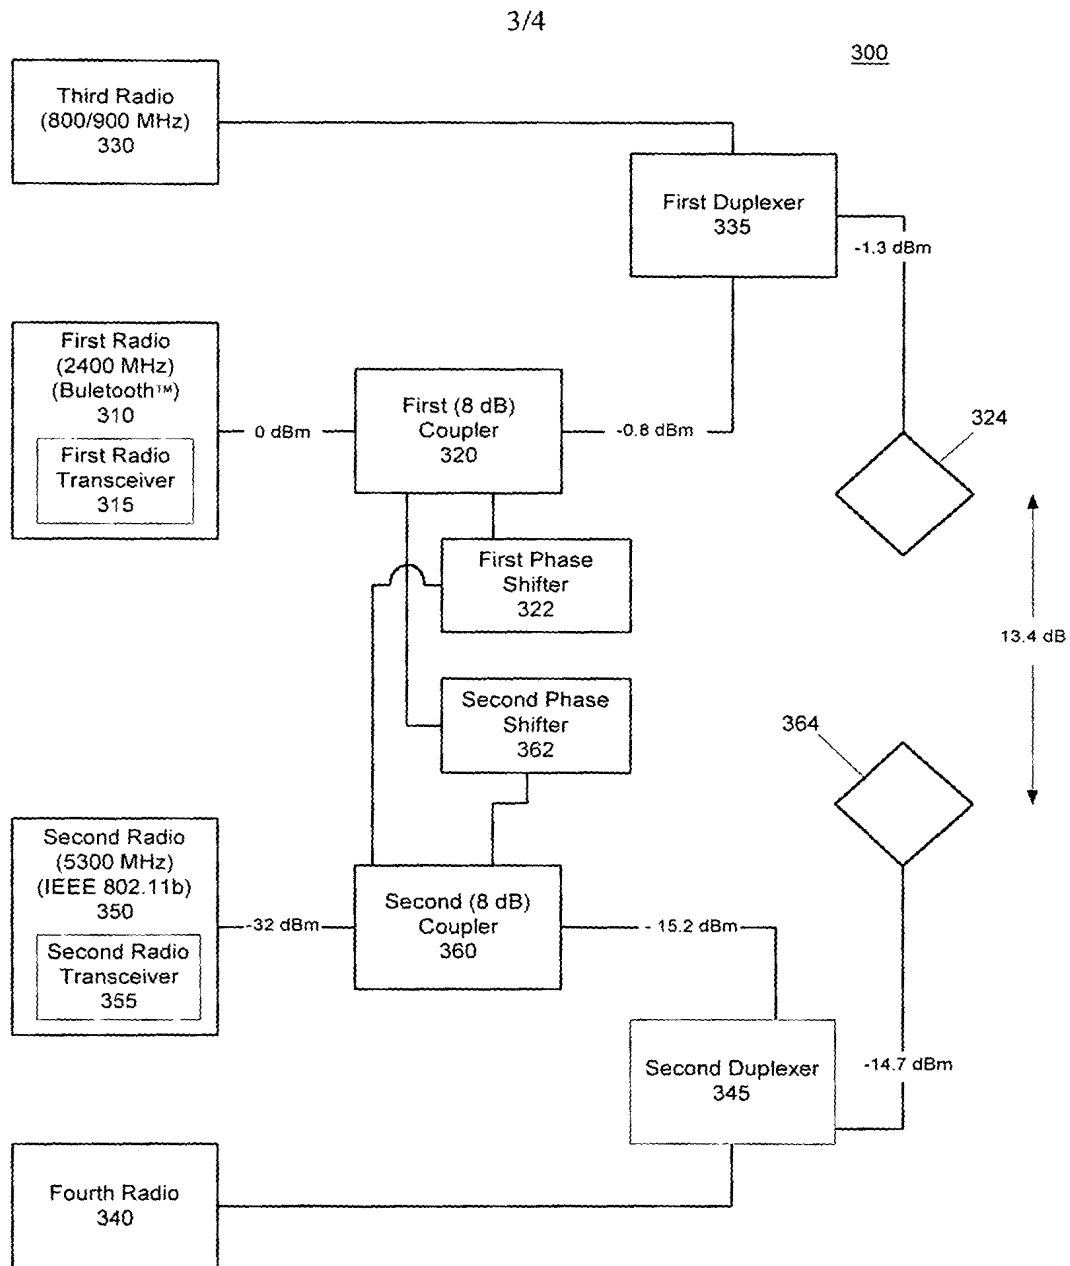 3/4
300
Third Radio
(800/900 MHz)
330
First Duplexer
335
-1.3 dBm
First Radio
(2400 MHz)
(Buletooth™)
310
First Radio
Transceiver
315
0 dBm
First (8 dB)
Coupler
320
-0.8 dBm
324
First Phase
Shifter
322
13.4 dB
Second Phase
Shifter
362
364
Second Radio
(5300 MHz)
(IEEE 802.11b)
350
Second Radio
Transceiver
355
-32 dBm
Second (8 dB)
Coupler
360
- 15.2 dBm
Second Duplexer
345
-14.7 dBm
Fourth Radio
340